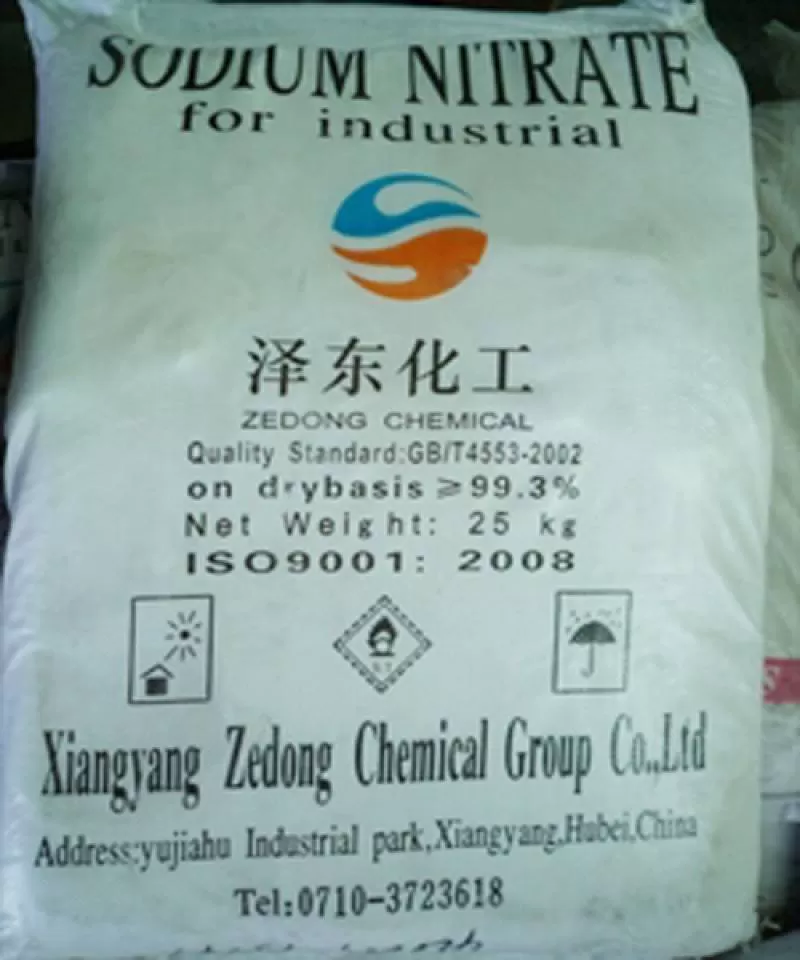 SODIUM NITRATE
for industrial
泽东化工
ZEDONG CHEMICAL
Quality Standard:GB/T4553-2002
on drybasis≥99.3%
Net Weight: 25 kg
ISO9001: 2008
Xiangyang Zedong Chemical Group Co.,Ltd
Address:yujiahu Industrial park,Xiangyang,Hubei,China
Tel:0710-3723618